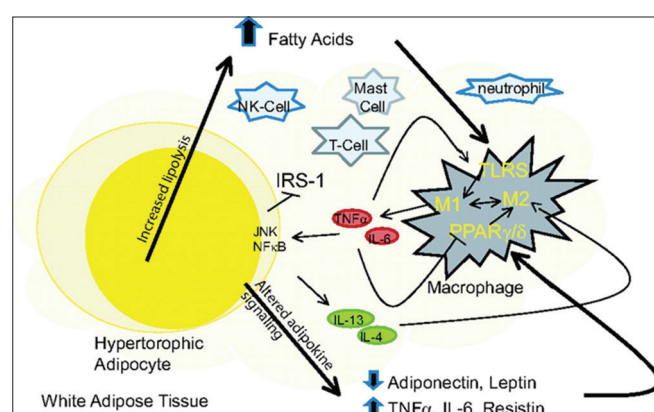 Fatty Acids
NK-Cell
Mast
Cell
neutrophil
T-Cell
Increased lipolysis
IRS-1
TLRS
M1
M2
TNFα
IL-6
JNK
NFκB
PPARγ/δ
Macrophage
Altered adipokine
signaling
IL-13
IL-4
Hypertorophic
Adipocyte
White Adipose Tissue
Adiponectin, Leptin
TNFα, IL-6, Resistin